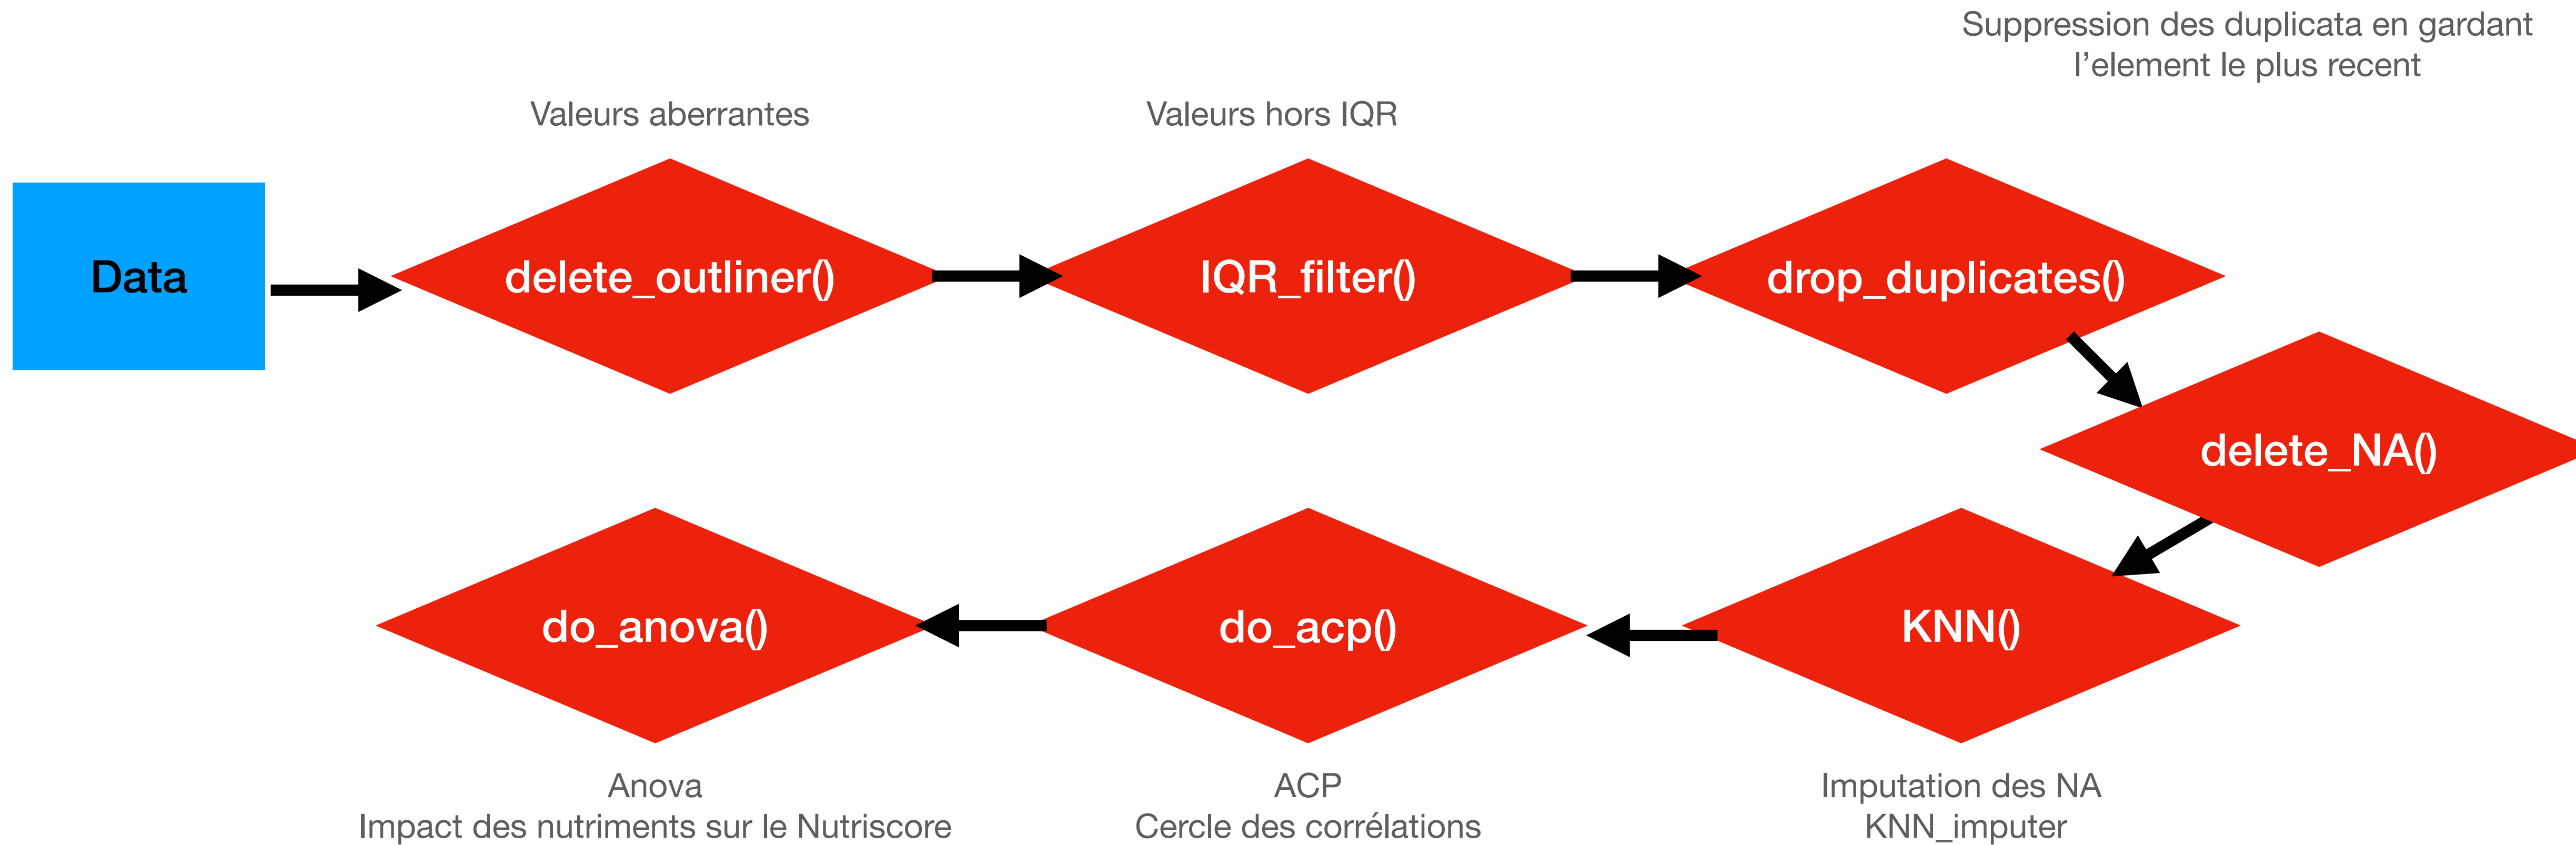 Suppression des duplicata en gardant
l’element le plus recent
Valeurs aberrantes
Valeurs hors IQR
Data
delete_outliner()
IQR_filter()
drop_duplicates()
delete_NA()
do_anova()
do_acp()
KNN()
Anova
Impact des nutriments sur le Nutriscore
ACP
Cercle des corrélations
Imputation des NA
KNN_imputer